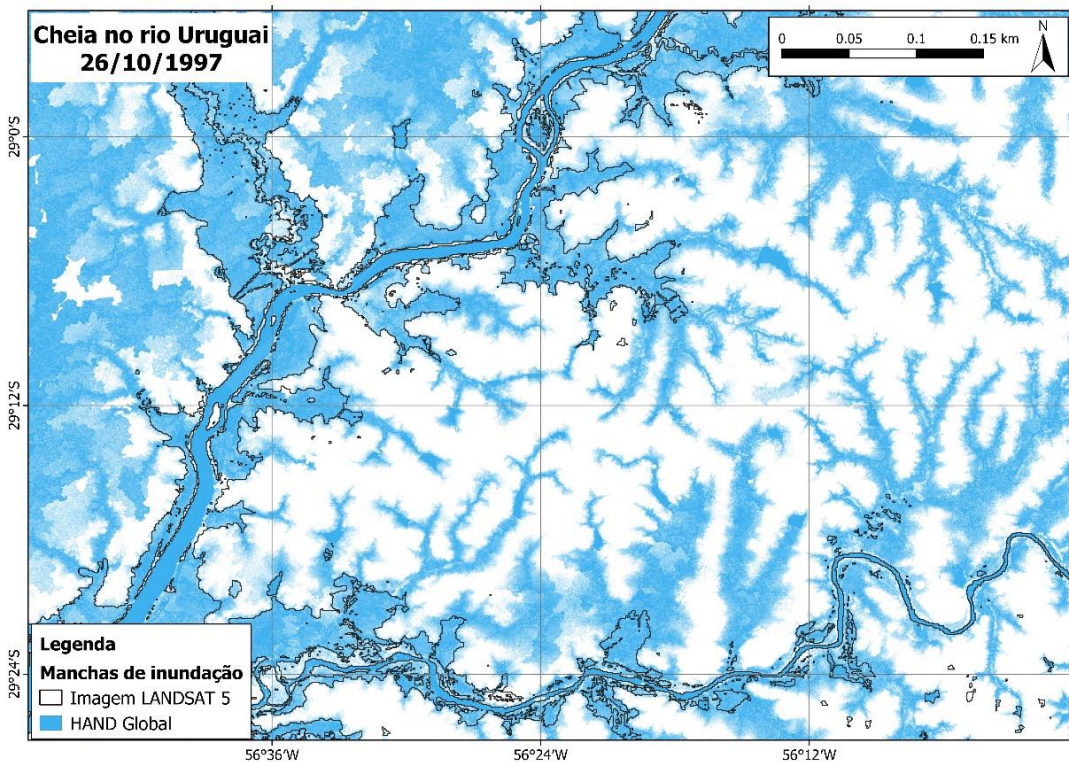 Cheia no rio Uruguai
26/10/1997
0 0.05 0.1 0.15 km
N
29°0'S
29°12'S
29°24'S
Legenda
Manchas de inundação
Imagem LANDSAT 5
HAND Global
56°36'W 56°24'W 56°12'W